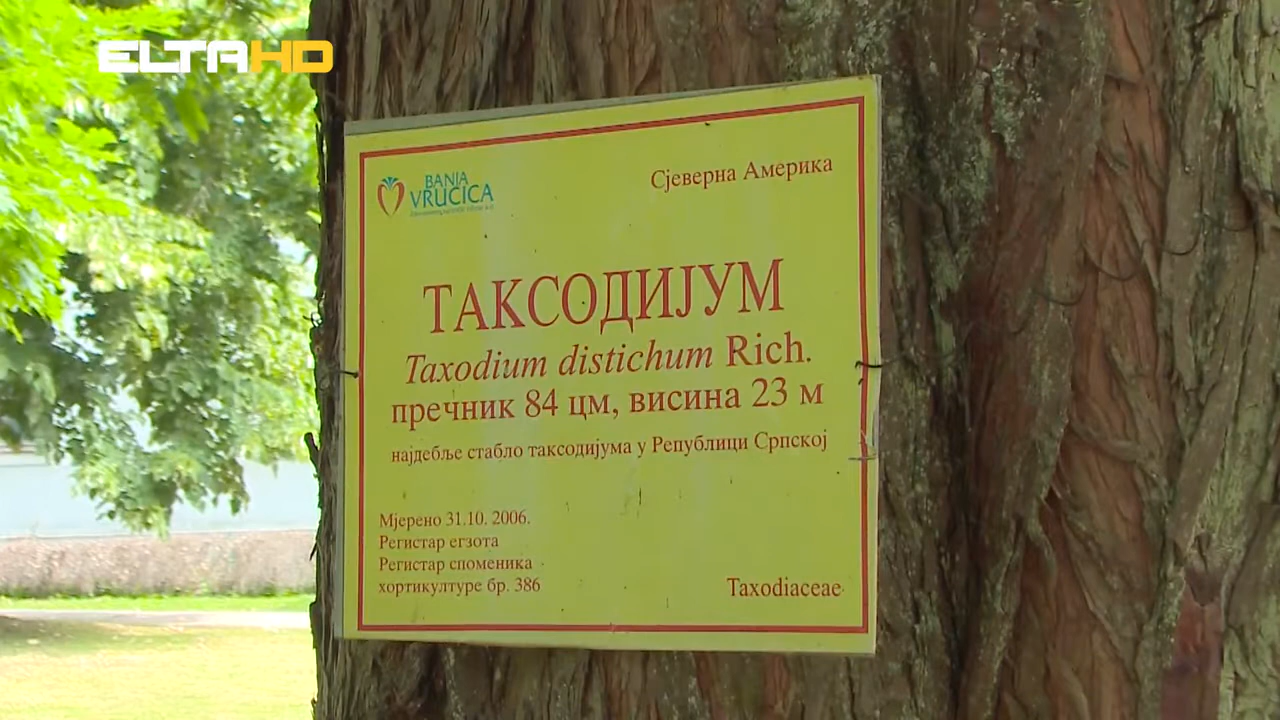 ELTAHD
BANJA
VRUĆICA
Сјеверна Америка
ТАКСОДИЈУМ
Taxodium distichum Rich.
пречник 84 цм, висина 23 м
најдебље стабло таксодијума у Републици Српској
Мјерено 31.10. 2006.
Регистар егзота
Регистар споменика
хортикултуре бр. 386
Taxodiaceae